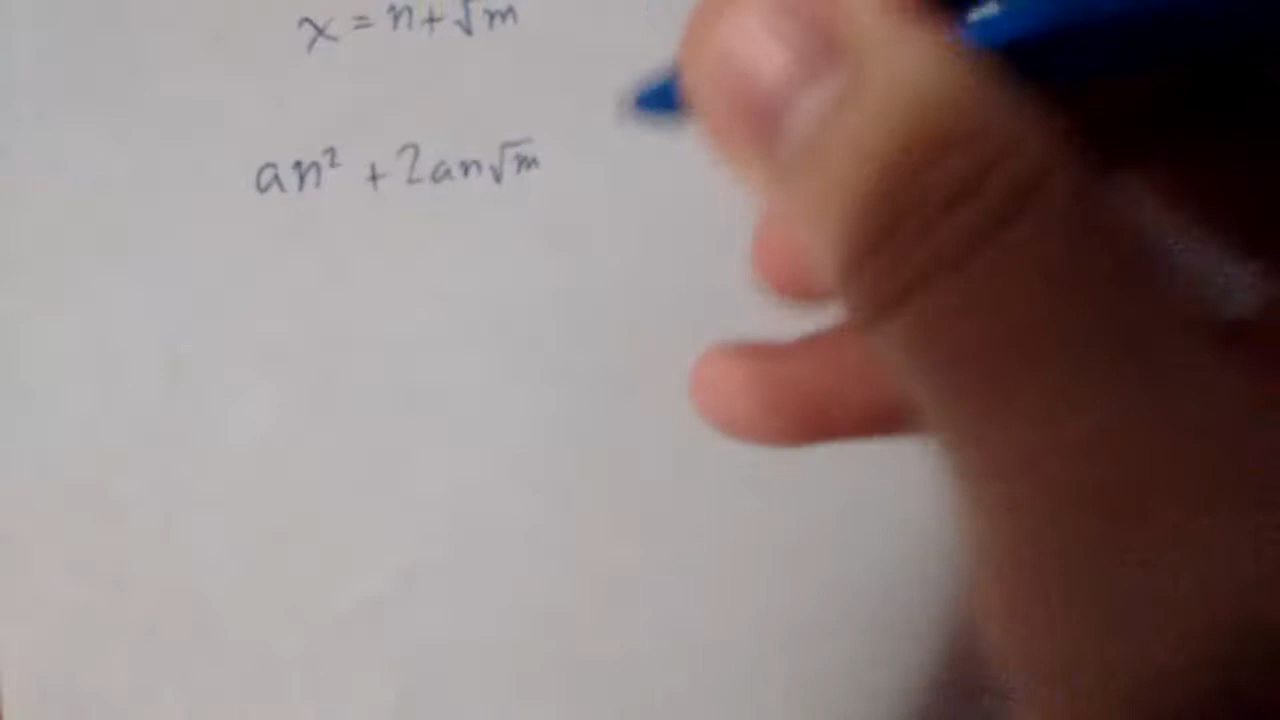 x = n + √m
an² + 2an√m